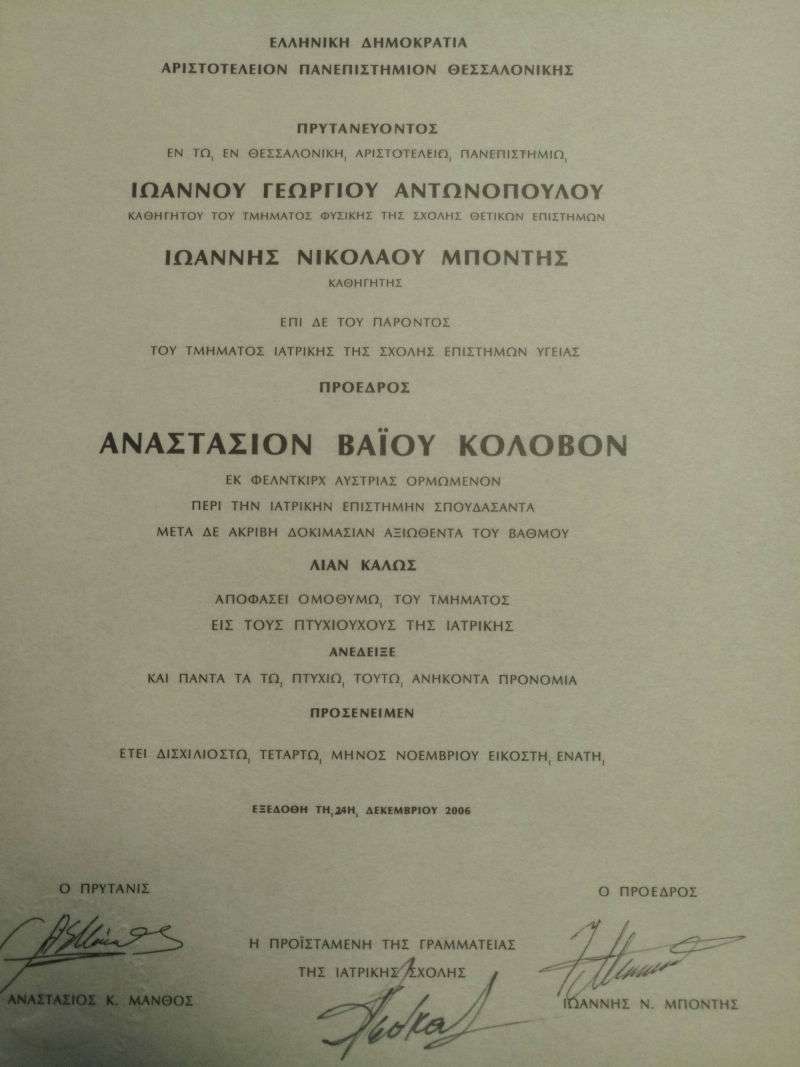 ΕΛΛΗΝΙΚΗ ΔΗΜΟΚΡΑΤΙΑ
ΑΡΙΣΤΟΤΕΛΕΙΟΝ ΠΑΝΕΠΙΣΤΗΜΙΟΝ ΘΕΣΣΑΛΟΝΙΚΗΣ
ΠΡΥΤΑΝΕΥΟΝΤΟΣ
ΕΝ ΤΩͺ ΕΝ ΘΕΣΣΑΛΟΝΙΚΗͺ ΑΡΙΣΤΟΤΕΛΕΙΩͺ ΠΑΝΕΠΙΣΤΗΜΙΩͺ
ΙΩΑΝΝΟΥ ΓΕΩΡΓΙΟΥ ΑΝΤΩΝΟΠΟΥΛΟΥ
ΚΑΘΗΓΗΤΟΥ ΤΟΥ ΤΜΗΜΑΤΟΣ ΦΥΣΙΚΗΣ ΤΗΣ ΣΧΟΛΗΣ ΘΕΤΙΚΩΝ ΕΠΙΣΤΗΜΩΝ
ΙΩΑΝΝΗΣ ΝΙΚΟΛΑΟΥ ΜΠΟΝΤΗΣ
ΚΑΘΗΓΗΤΗΣ
ΕΠΙ ΔΕ ΤΟΥ ΠΑΡΟΝΤΟΣ
ΤΟΥ ΤΜΗΜΑΤΟΣ ΙΑΤΡΙΚΗΣ ΤΗΣ ΣΧΟΛΗΣ ΕΠΙΣΤΗΜΩΝ ΥΓΕΙΑΣ
ΠΡΟΕΔΡΟΣ
ΑΝΑΣΤΑΣΙΟΝ ΒΑΪΟΥ ΚΟΛΟΒΟΝ
ΕΚ ΦΕΛΝΤΚΙΡΧ ΑΥΣΤΡΙΑΣ ΟΡΜΩΜΕΝΟΝ
ΠΕΡΙ ΤΗΝ ΙΑΤΡΙΚΗΝ ΕΠΙΣΤΗΜΗΝ ΣΠΟΥΔΑΣΑΝΤΑ
ΜΕΤΑ ΔΕ ΑΚΡΙΒΗ ΔΟΚΙΜΑΣΙΑΝ ΑΞΙΩΘΕΝΤΑ ΤΟΥ ΒΑΘΜΟΥ
ΛΙΑΝ ΚΑΛΩΣ
ΑΠΟΦΑΣΕΙ ΟΜΟΘΥΜΩͺ ΤΟΥ ΤΜΗΜΑΤΟΣ
ΕΙΣ ΤΟΥΣ ΠΤΥΧΙΟΥΧΟΥΣ ΤΗΣ ΙΑΤΡΙΚΗΣ
ΑΝΕΔΕΙΞΕ
ΚΑΙ ΠΑΝΤΑ ΤΑ ΤΩͺ ΠΤΥΧΙΩͺ ΤΟΥΤΩͺ ΑΝΗΚΟΝΤΑ ΠΡΟΝΟΜΙΑ
ΠΡΟΣΕΝΕΙΜΕΝ
ΕΤΕΙ ΔΙΣΧΙΛΙΟΣΤΩͺ ΤΕΤΑΡΤΩͺ ΜΗΝΟΣ ΝΟΕΜΒΡΙΟΥ ΕΙΚΟΣΤΗͺ ΕΝΑΤΗͺ
ΕΞΕΔΟΘΗ ΤΗͺ 24Ηͺ ΔΕΚΕΜΒΡΙΟΥ 2006
Ο ΠΡΥΤΑΝΙΣ
Ο ΠΡΟΕΔΡΟΣ
Η ΠΡΟΪΣΤΑΜΕΝΗ ΤΗΣ ΓΡΑΜΜΑΤΕΙΑΣ
ΤΗΣ ΙΑΤΡΙΚΗΣ ΣΧΟΛΗΣ
ΑΝΑΣΤΑΣΙΟΣ Κ. ΜΑΝΘΟΣ
ΙΩΑΝΝΗΣ Ν. ΜΠΟΝΤΗΣ